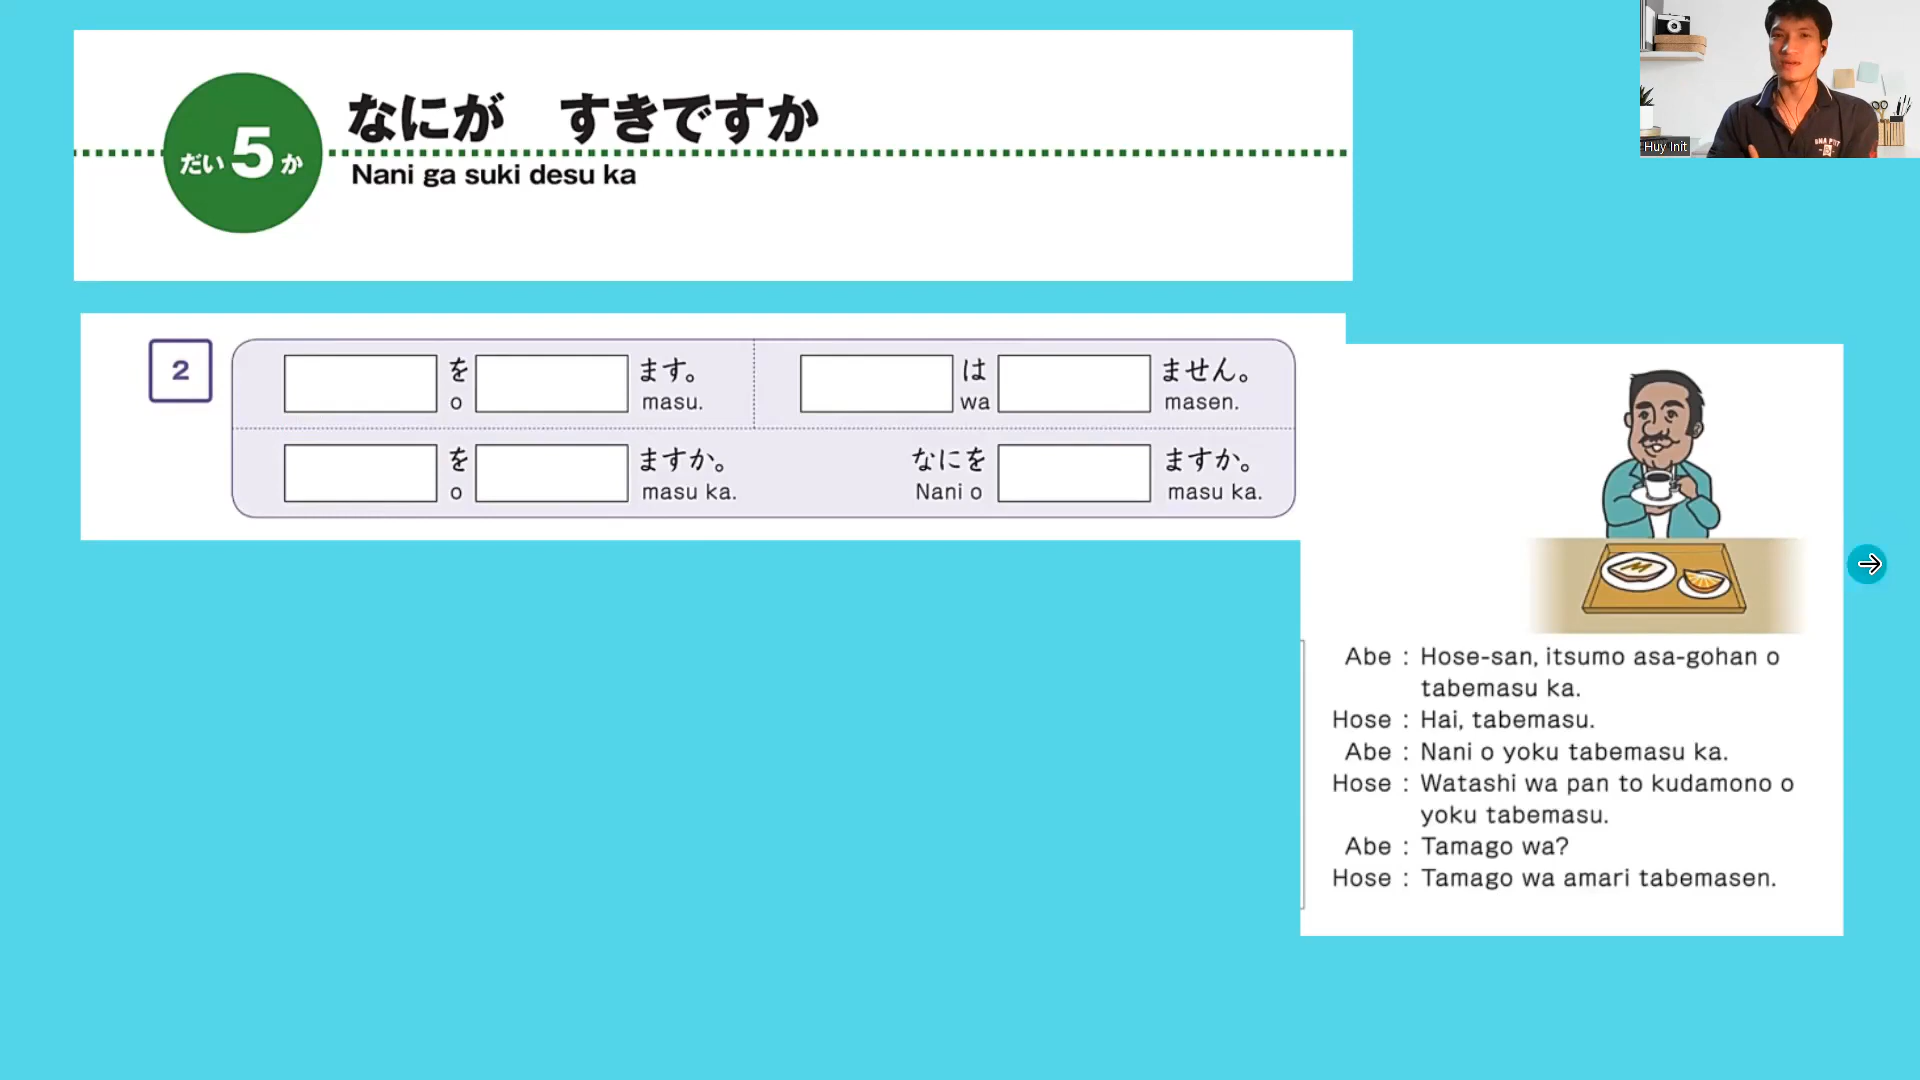 だい5か
なにが すきですか
Nani ga suki desu ka
2
を ます。
o masu.
は ません。
wa masen.
を ますか。
o masu ka.
なにを ますか。
Nani o masu ka.
Abe : Hose-san, itsumo asa-gohan o
tabemasu ka.
Hose : Hai, tabemasu.
Abe : Nani o yoku tabemasu ka.
Hose : Watashi wa pan to kudamono o
yoku tabemasu.
Abe : Tamago wa?
Hose : Tamago wa amari tabemasen.
Huy Init